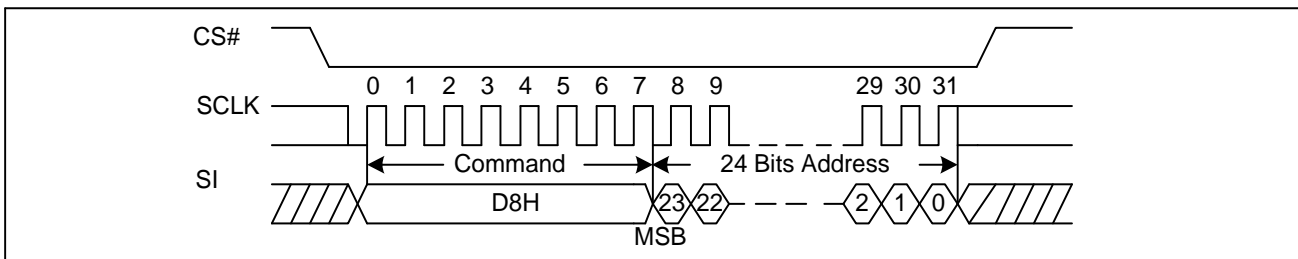 CS#
0 1 2 3 4 5 6 7 8 9 29 30 31
SCLK
Command 24 Bits Address
SI
D8H 23 22 2 1 0
MSB